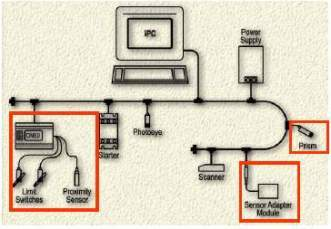 IPC
Power
Supply
Photoeye
Starter
Prism
Limit
Switches
Proximity
Sensor
Scanner
Sensor Adapter
Module